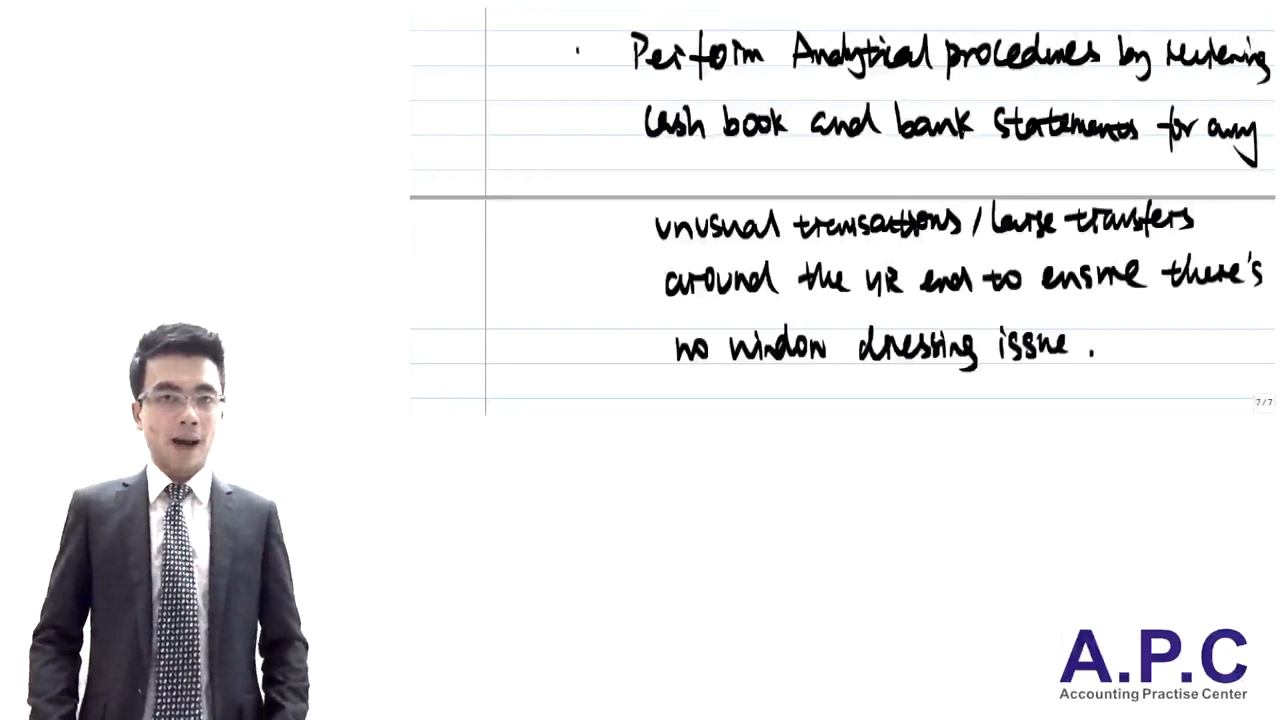 · Perform Analytical procedures by reviewing
cash book and bank statements for any
unusual transactions / large transfers
around the YR end to ensure there's
no window dressing issue.
7/7
A.P.C
Accounting Practise Center